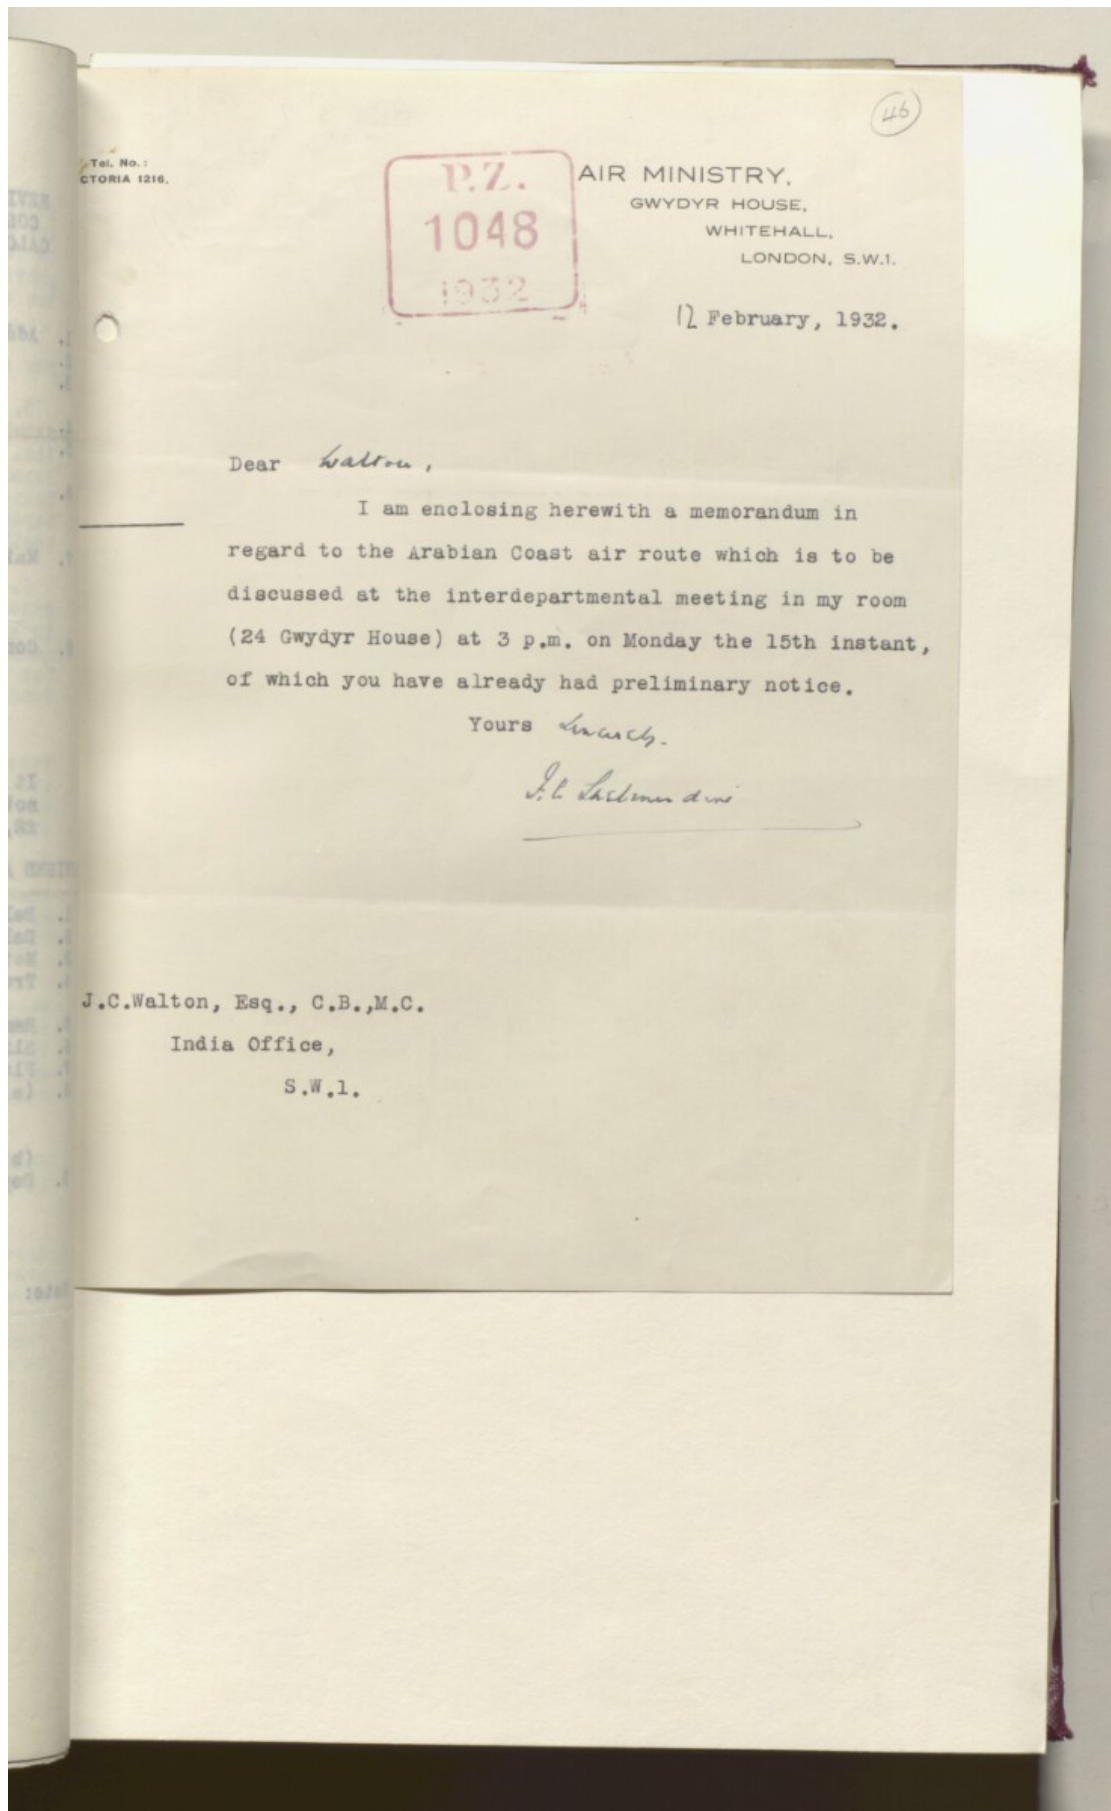 46
Tel. No.:
CTORIA 1216.
P.Z.
1048
1932
AIR MINISTRY,
GWYDYR HOUSE,
WHITEHALL,
LONDON, S.W.1.
12 February, 1932.
Dear Walton,
I am enclosing herewith a memorandum in
regard to the Arabian Coast air route which is to be
discussed at the interdepartmental meeting in my room
(24 Gwydyr House) at 3 p.m. on Monday the 15th instant,
of which you have already had preliminary notice.
Yours sincerely.
J.C.Walton, Esq., C.B.,M.C.
India Office,
S.W.1.